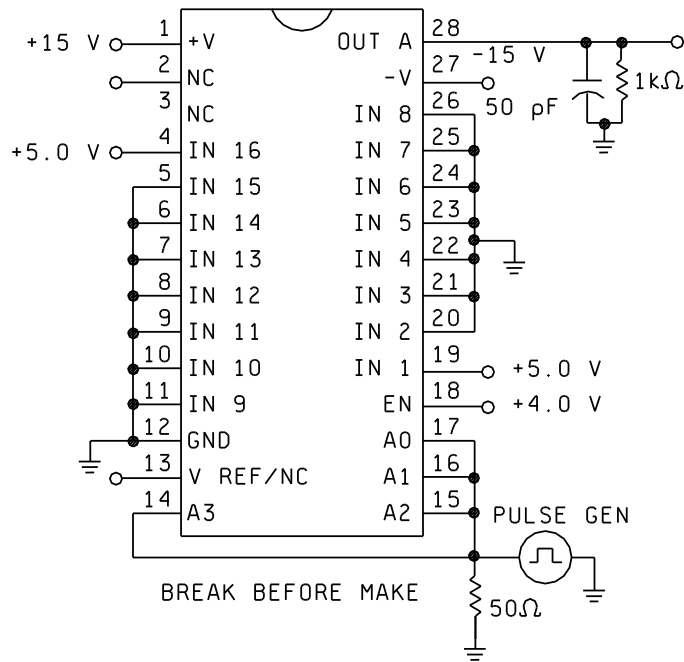 +15 V
1
+V
OUT A
28
-15 V
2
NC
-V
27
1kΩ
3
NC
IN 8
26
50 pF
+5.0 V
4
IN 16
IN 7
25
5
IN 15
IN 6
24
6
IN 14
IN 5
23
7
IN 13
IN 4
22
8
IN 12
IN 3
21
9
IN 11
IN 2
20
10
IN 10
IN 1
19
+5.0 V
11
IN 9
EN
18
+4.0 V
12
GND
A0
17
13
V REF/NC
A1
16
14
A3
A2
15
PULSE GEN
BREAK BEFORE MAKE
50Ω